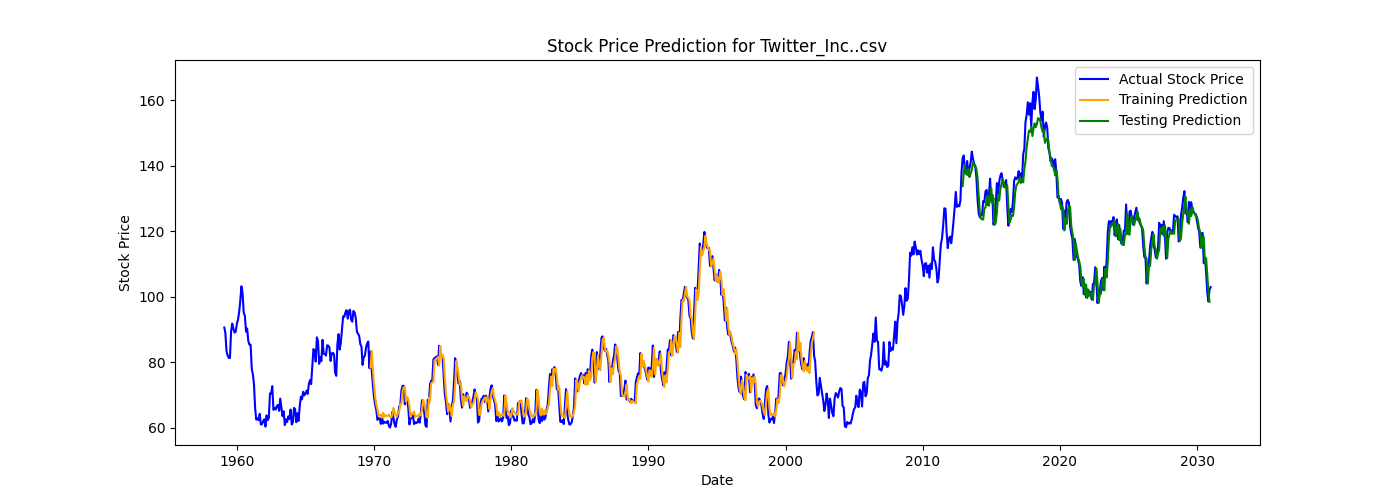 Stock Price Prediction for Twitter_Inc..csv
Actual Stock Price
Training Prediction
Testing Prediction
Stock Price
160
140
120
100
80
60
1960 1970 1980 1990 2000 2010 2020 2030
Date